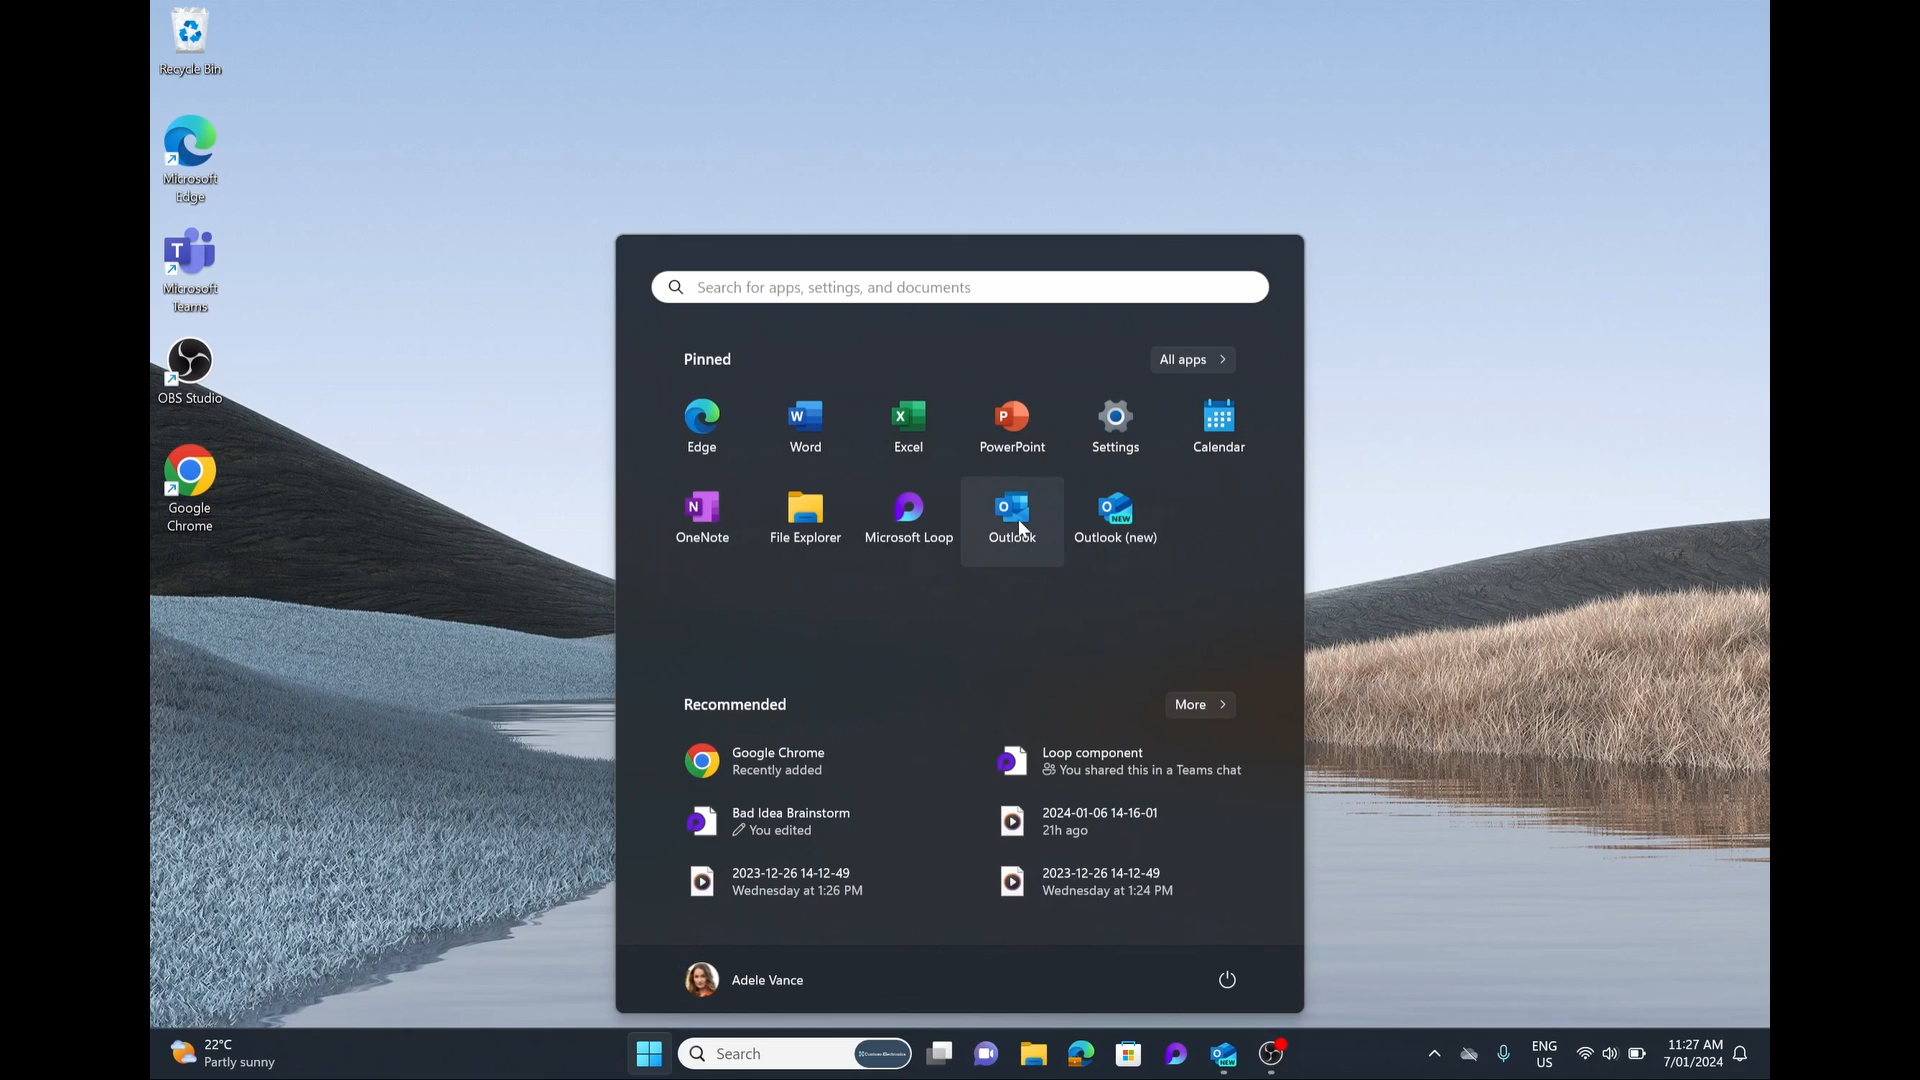 Recycle Bin
Microsoft
Edge
T
Microsoft
Teams
OBS Studio
Google
Chrome
Search for apps, settings, and documents
Pinned
All apps
Edge
W
Word
X
Excel
P
PowerPoint
Settings
Calendar
N
OneNote
File Explorer
Microsoft Loop
O
Outlook
O
NEW
Outlook (new)
Recommended
More
Google Chrome
Recently added
Loop component
You shared this in a Teams chat
Bad Idea Brainstorm
You edited
2024-01-06 14-16-01
21h ago
2023-12-26 14-12-49
Wednesday at 1:26 PM
2023-12-26 14-12-49
Wednesday at 1:24 PM
Adele Vance
22°C
Partly sunny
Search
NEW
ENG
US
11:27 AM
7/01/2024